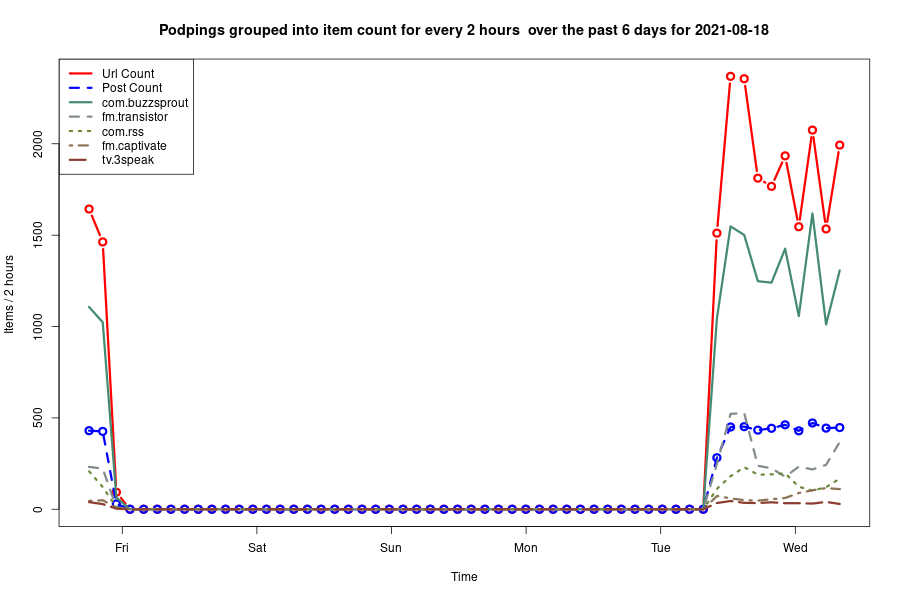 Podpings grouped into item count for every 2 hours  over the past 6 days for 2021-08-18
Url Count
Post Count
com.buzzsprout
fm.transistor
com.rss
fm.captivate
tv.3speak
Items / 2 hours
2000
1500
1000
500
0
Fri Sat Sun Mon Tue Wed
Time